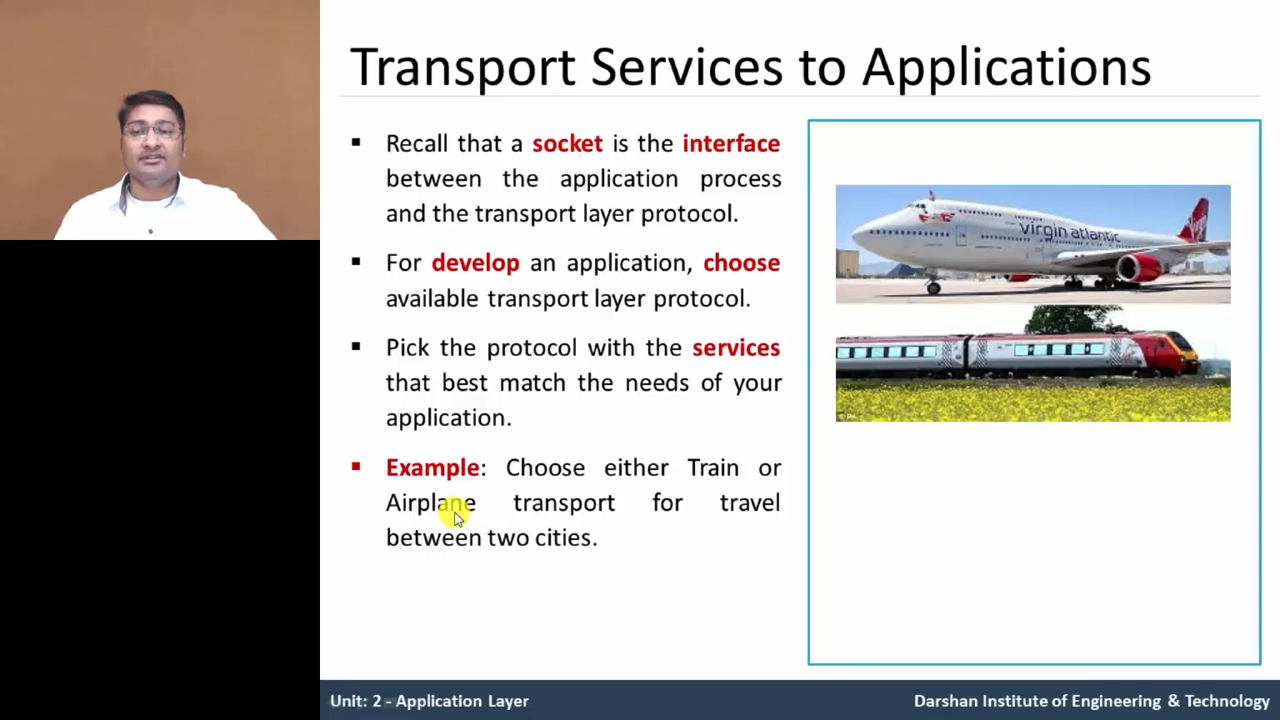 Transport Services to Applications
Recall that a socket is the interface
between the application process
and the transport layer protocol.
For develop an application, choose
available transport layer protocol.
Pick the protocol with the services
that best match the needs of your
application.
Example: Choose either Train or
Airplane transport for travel
between two cities.
virgin atlantic
Unit: 2 - Application Layer
Darshan Institute of Engineering & Technology